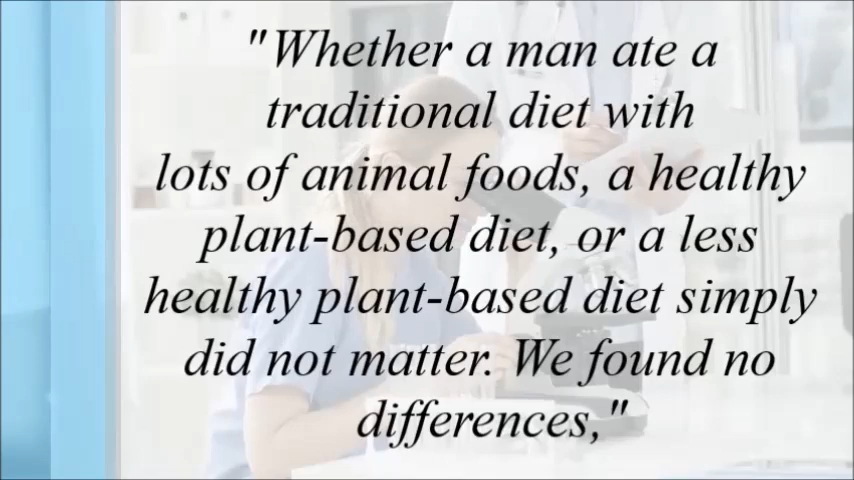 "Whether a man ate a
traditional diet with
lots of animal foods, a healthy
plant-based diet, or a less
healthy plant-based diet simply
did not matter. We found no
differences,"